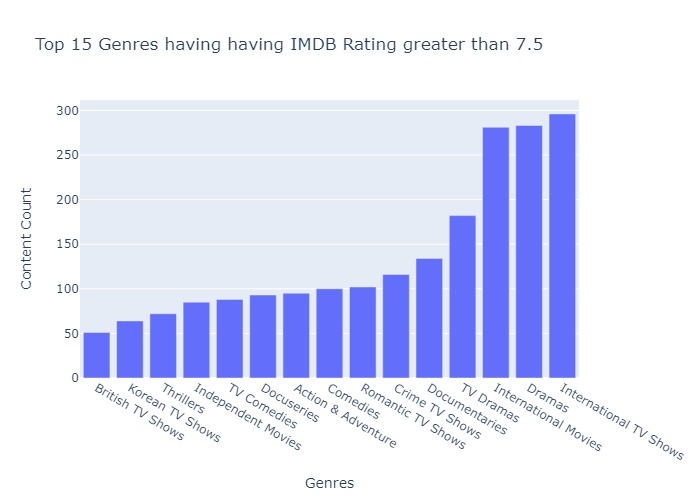 Top 15 Genres having having IMDB Rating greater than 7.5
Content Count
300
250
200
150
100
50
0
British TV Shows
Korean TV Shows
Thrillers
Independent Movies
TV Comedies
Docuseries
Action & Adventure
Comedies
Romantic TV Shows
Crime TV Shows
Documentaries
TV Dramas
International Movies
Dramas
International TV Shows
Genres